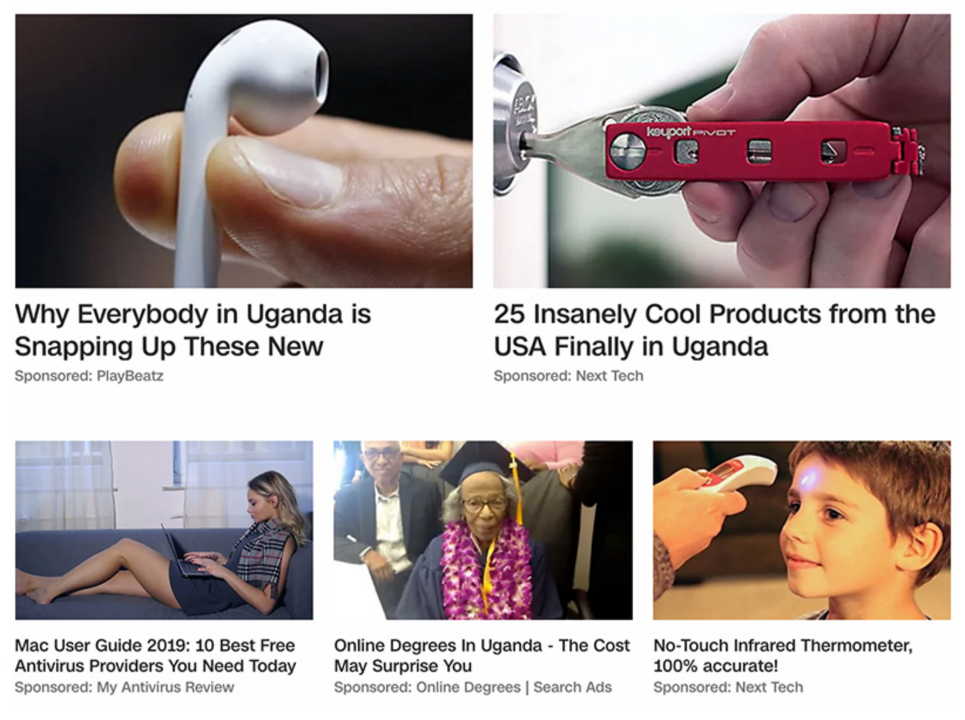 keyport PIVOT
Why Everybody in Uganda is
Snapping Up These New
Sponsored: PlayBeatz
25 Insanely Cool Products from the
USA Finally in Uganda
Sponsored: Next Tech
Mac User Guide 2019: 10 Best Free
Antivirus Providers You Need Today
Sponsored: My Antivirus Review
Online Degrees In Uganda - The Cost
May Surprise You
Sponsored: Online Degrees | Search Ads
No-Touch Infrared Thermometer,
100% accurate!
Sponsored: Next Tech